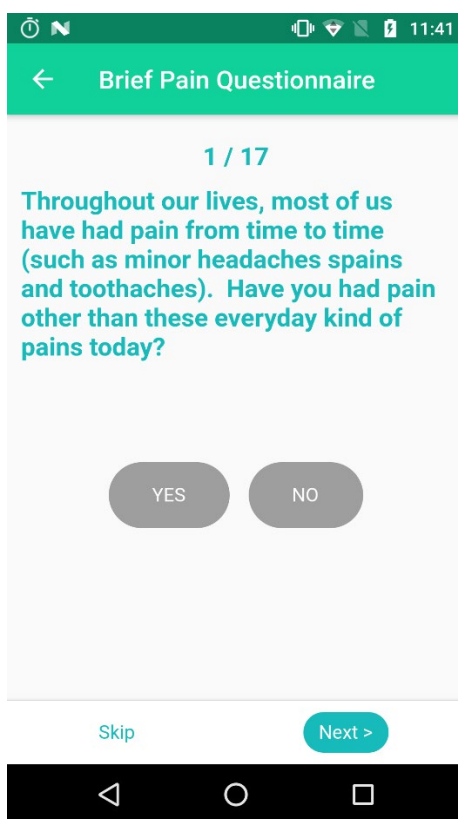 11:41
Brief Pain Questionnaire
1 / 17
Throughout our lives, most of us
have had pain from time to time
(such as minor headaches spains
and toothaches).  Have you had pain
other than these everyday kind of
pains today?
YES NO
Skip Next >